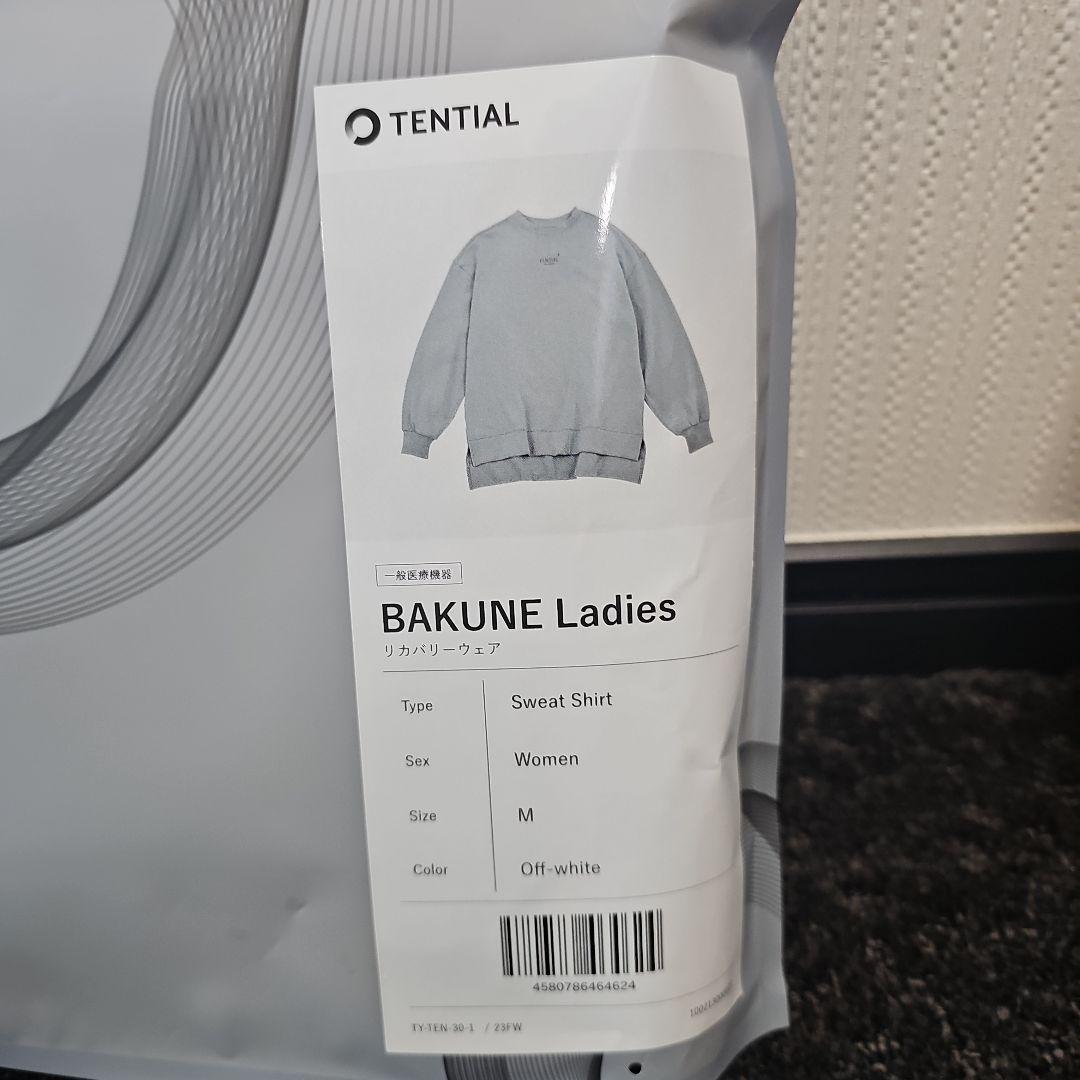 TENTIAL
一般医療機器
BAKUNE Ladies
リカバリーウェア
Type Sweat Shirt
Sex Women
Size M
Color Off-white
4580786464624
TY-TEN-30-1 / 23FW